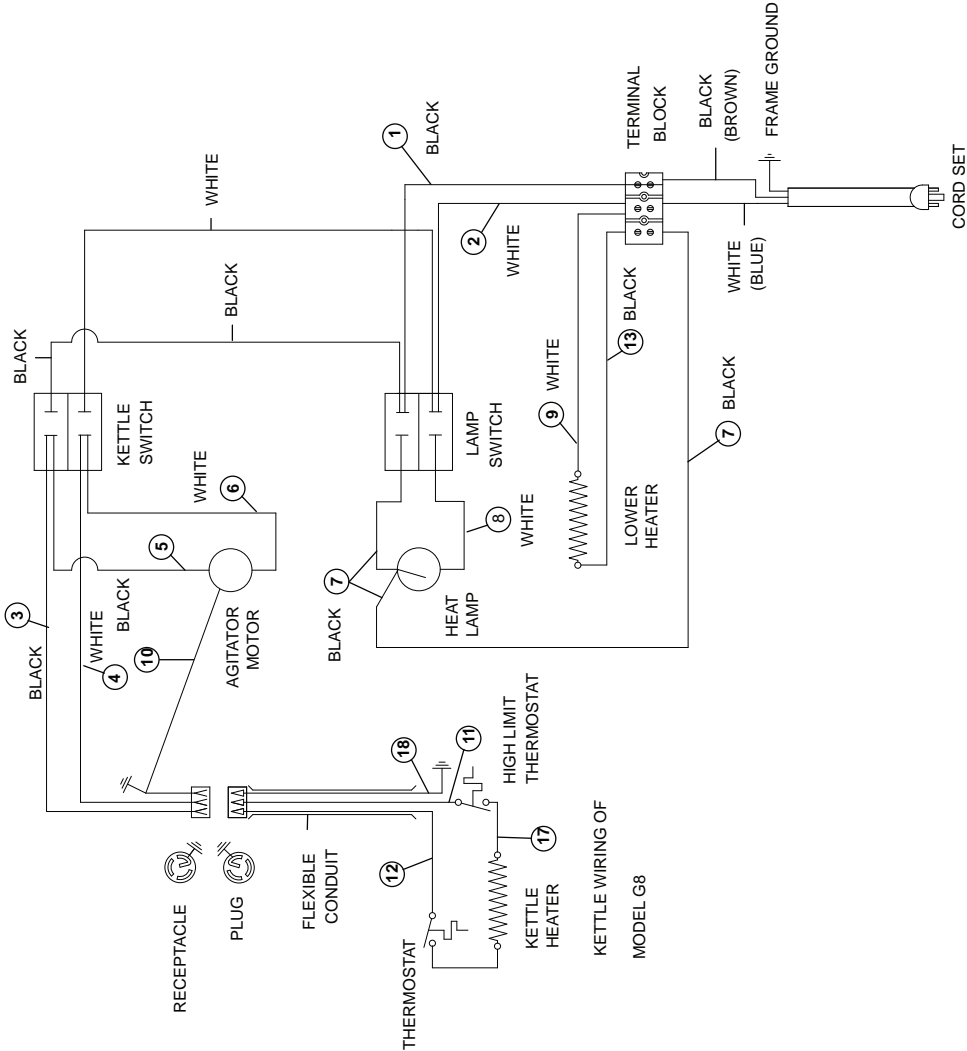 BLACK
BLACK
KETTLE
SWITCH
WHITE
WHITE
BLACK
1
BLACK
2
WHITE
TERMINAL
BLOCK
BLACK
(BROWN)
FRAME GROUND
WHITE
(BLUE)
CORD SET
3
BLACK
WHITE
4
BLACK
5
6
10
AGITATOR
MOTOR
LAMP
SWITCH
8
WHITE
7
BLACK
HEAT
LAMP
9
WHITE
13
BLACK
LOWER
HEATER
7
BLACK
RECEPTACLE
PLUG
FLEXIBLE
CONDUIT
18
11
HIGH LIMIT
THERMOSTAT
12
17
THERMOSTAT
KETTLE
HEATER
KETTLE WIRING OF
MODEL G8